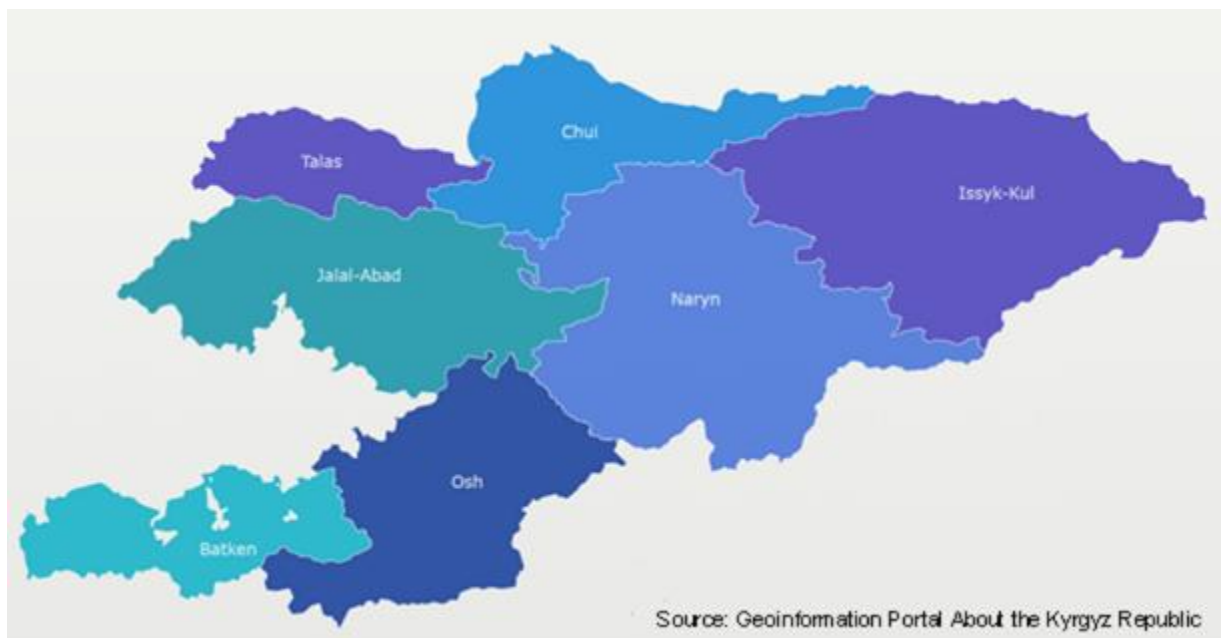 Chui
Talas
Issyk-Kul
Jalal-Abad
Naryn
Osh
Batken
Source: Geoinformation Portal About the Kyrgyz Republic